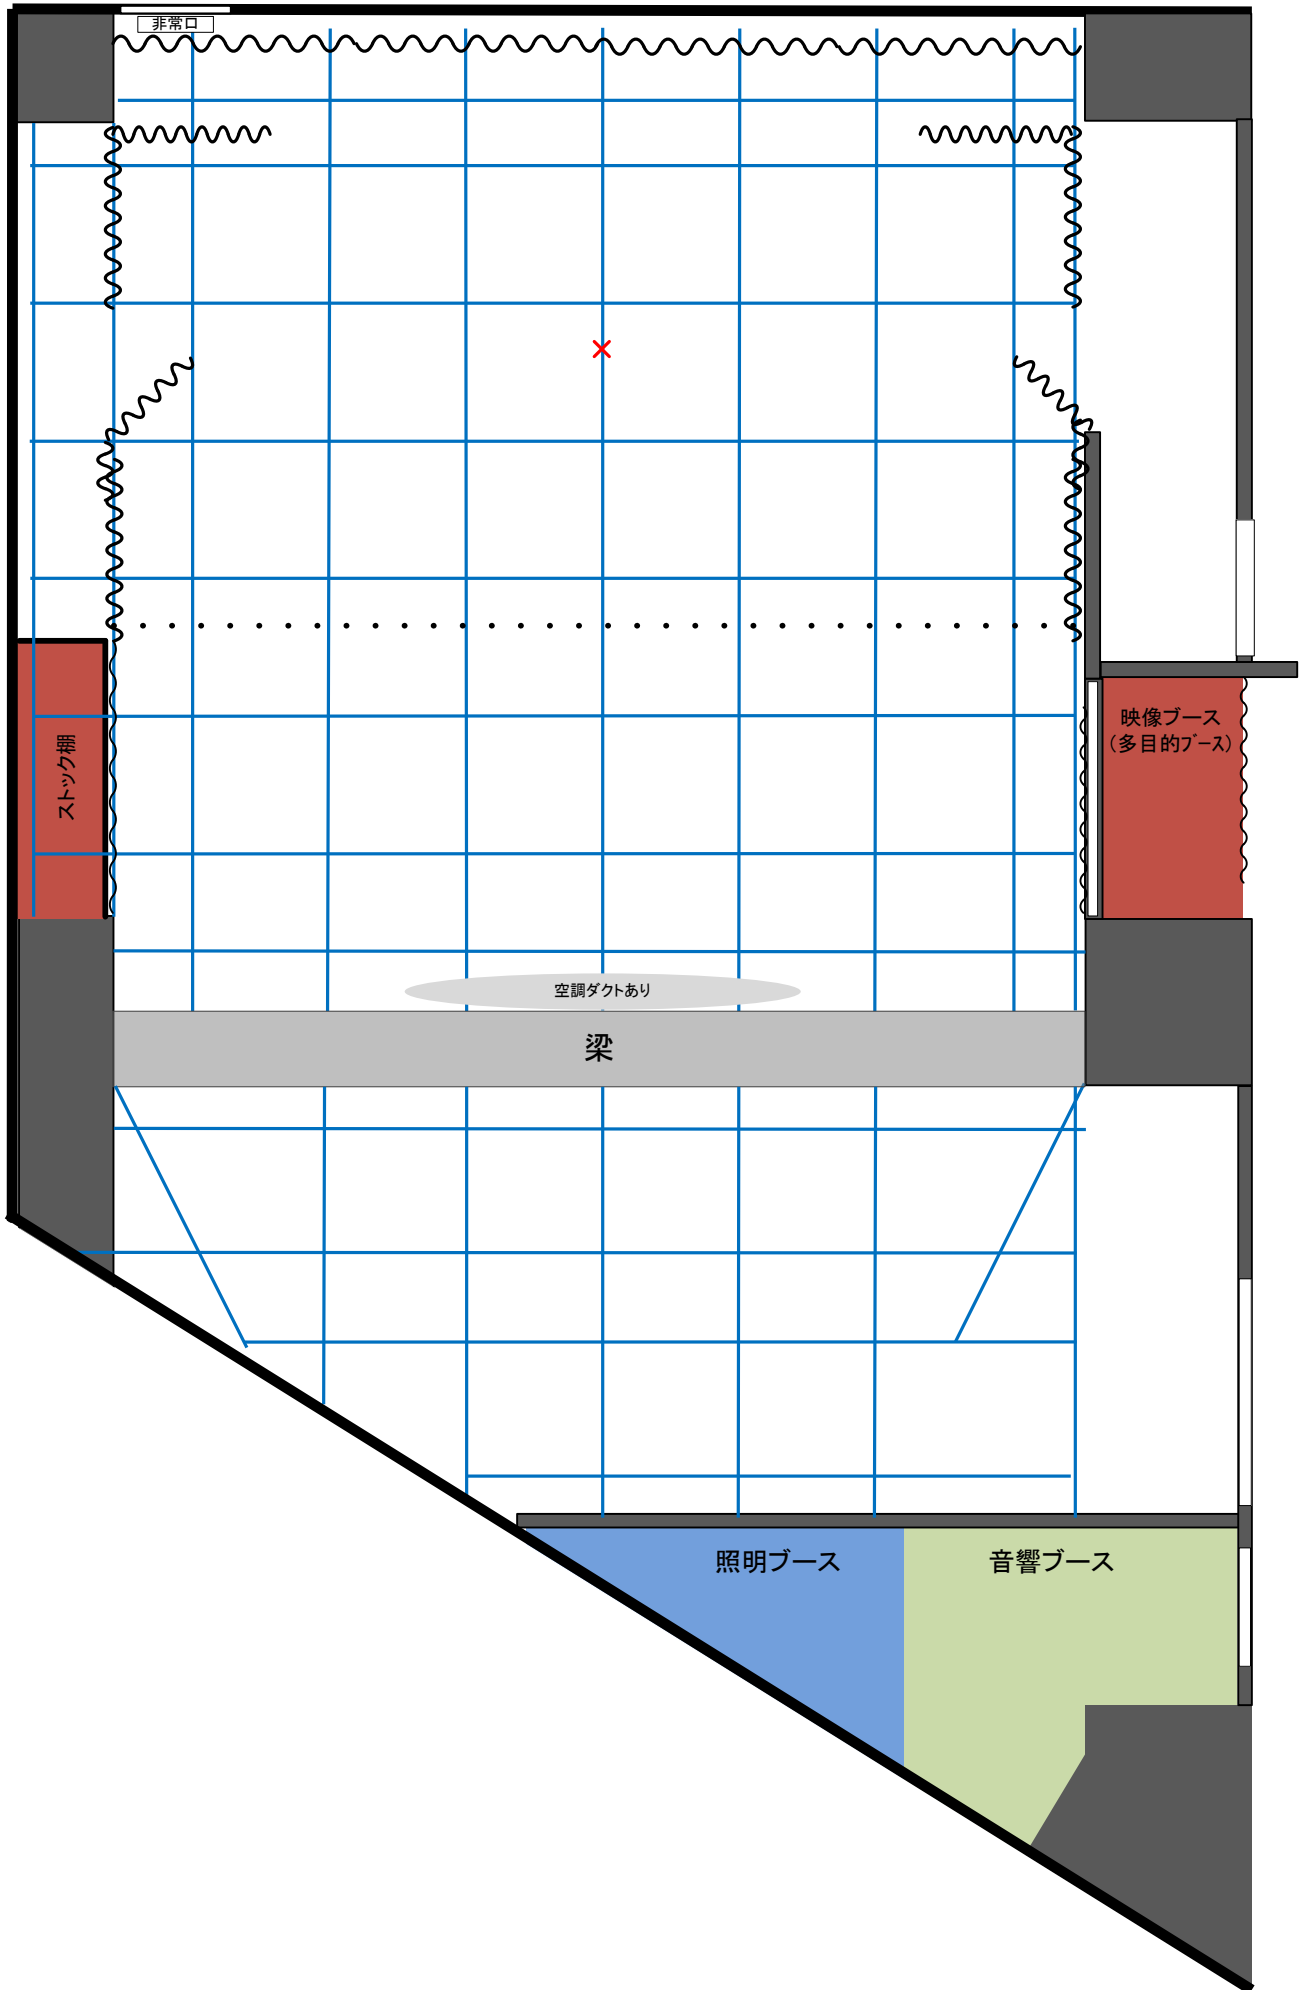 非常口
映像ブース
（多目的ﾌﾞｰｽ）
ストック棚
空調ダクトあり
梁
照明ブース
音響ブース